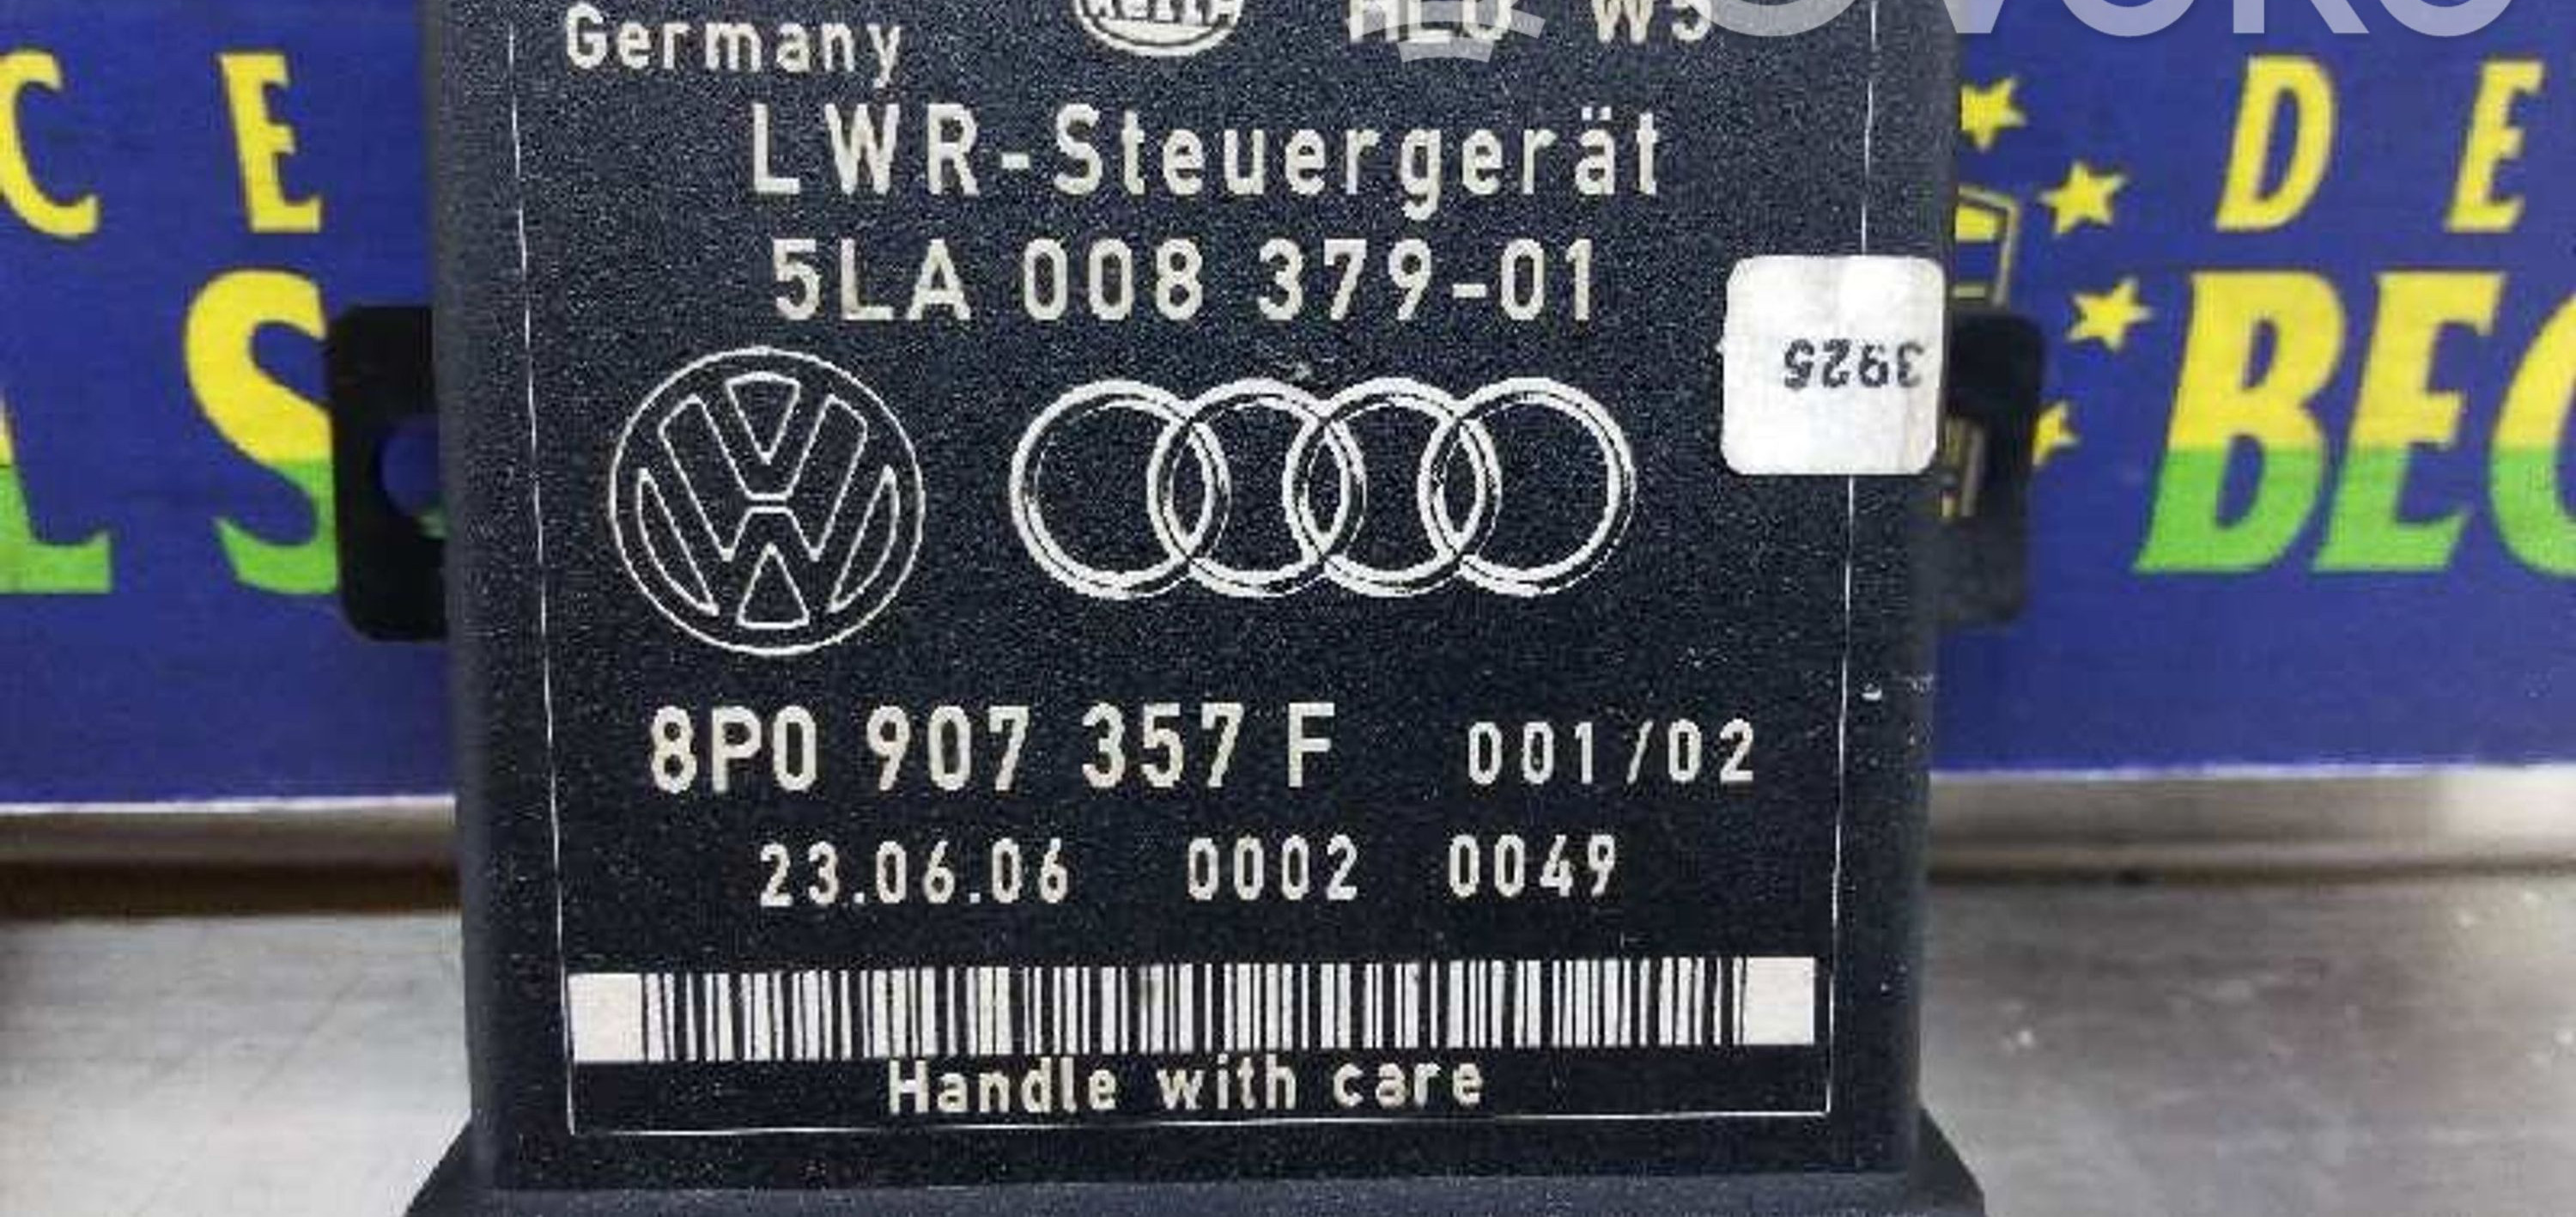 Germany
LWR-Steuergerät
5LA 008 379-01
3925
8P0 907 357 F 001/02
23.06.06 0002 0049
Handle with care
C E
S
D E
BE